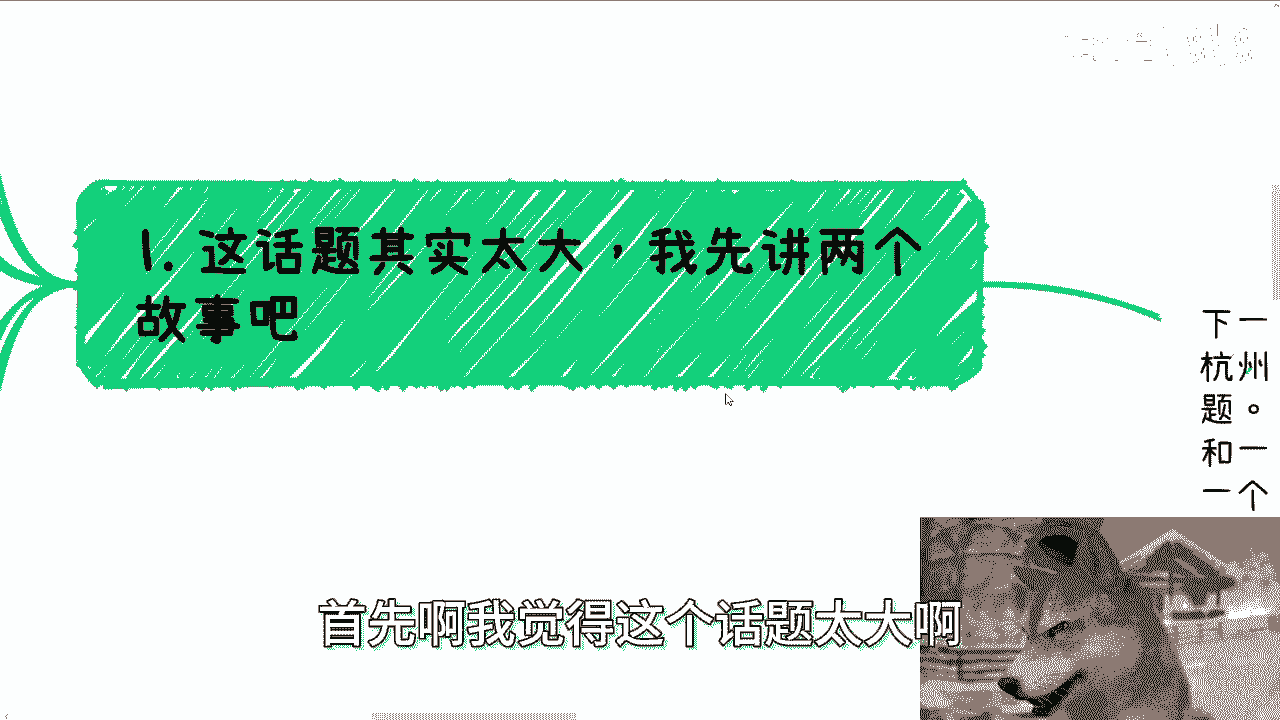 1. 这话题其实太大，我先讲两个
故事吧
下一
杭州
题。
和一
一个
首先啊我觉得这个话题太大啊